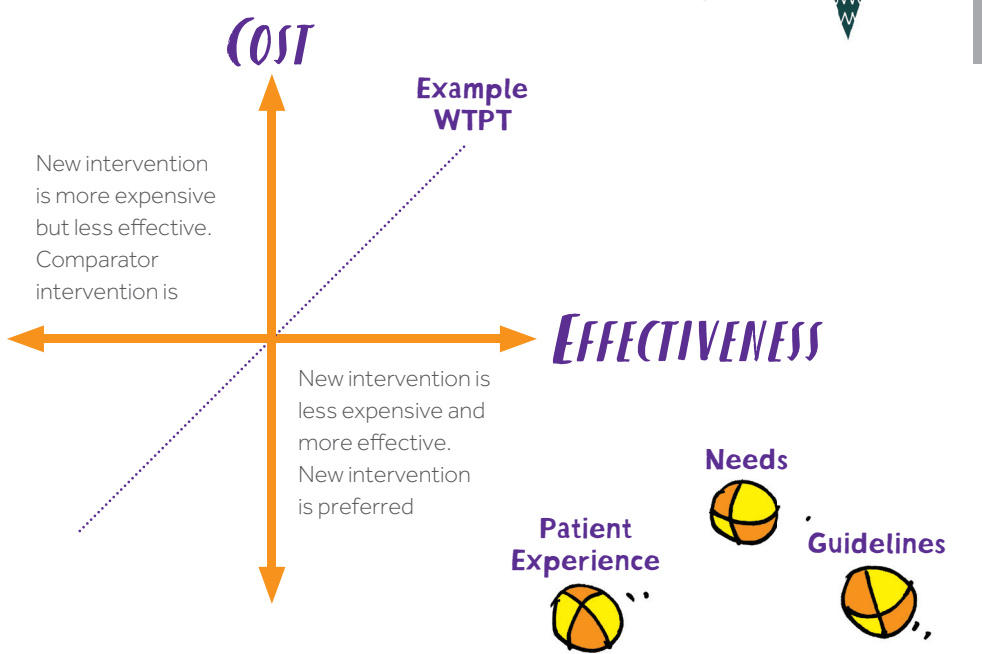 COST
Example
WTPT
New intervention
is more expensive
but less effective.
Comparator
intervention is
EFFECTIVENESS
New intervention is
less expensive and
more effective.
New intervention
is preferred
Needs
Patient
Experience
Guidelines